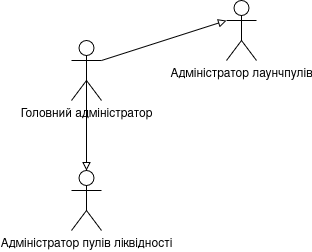 Адміністратор лаунчпулів
Головний адміністратор
Адміністратор пулів ліквідності